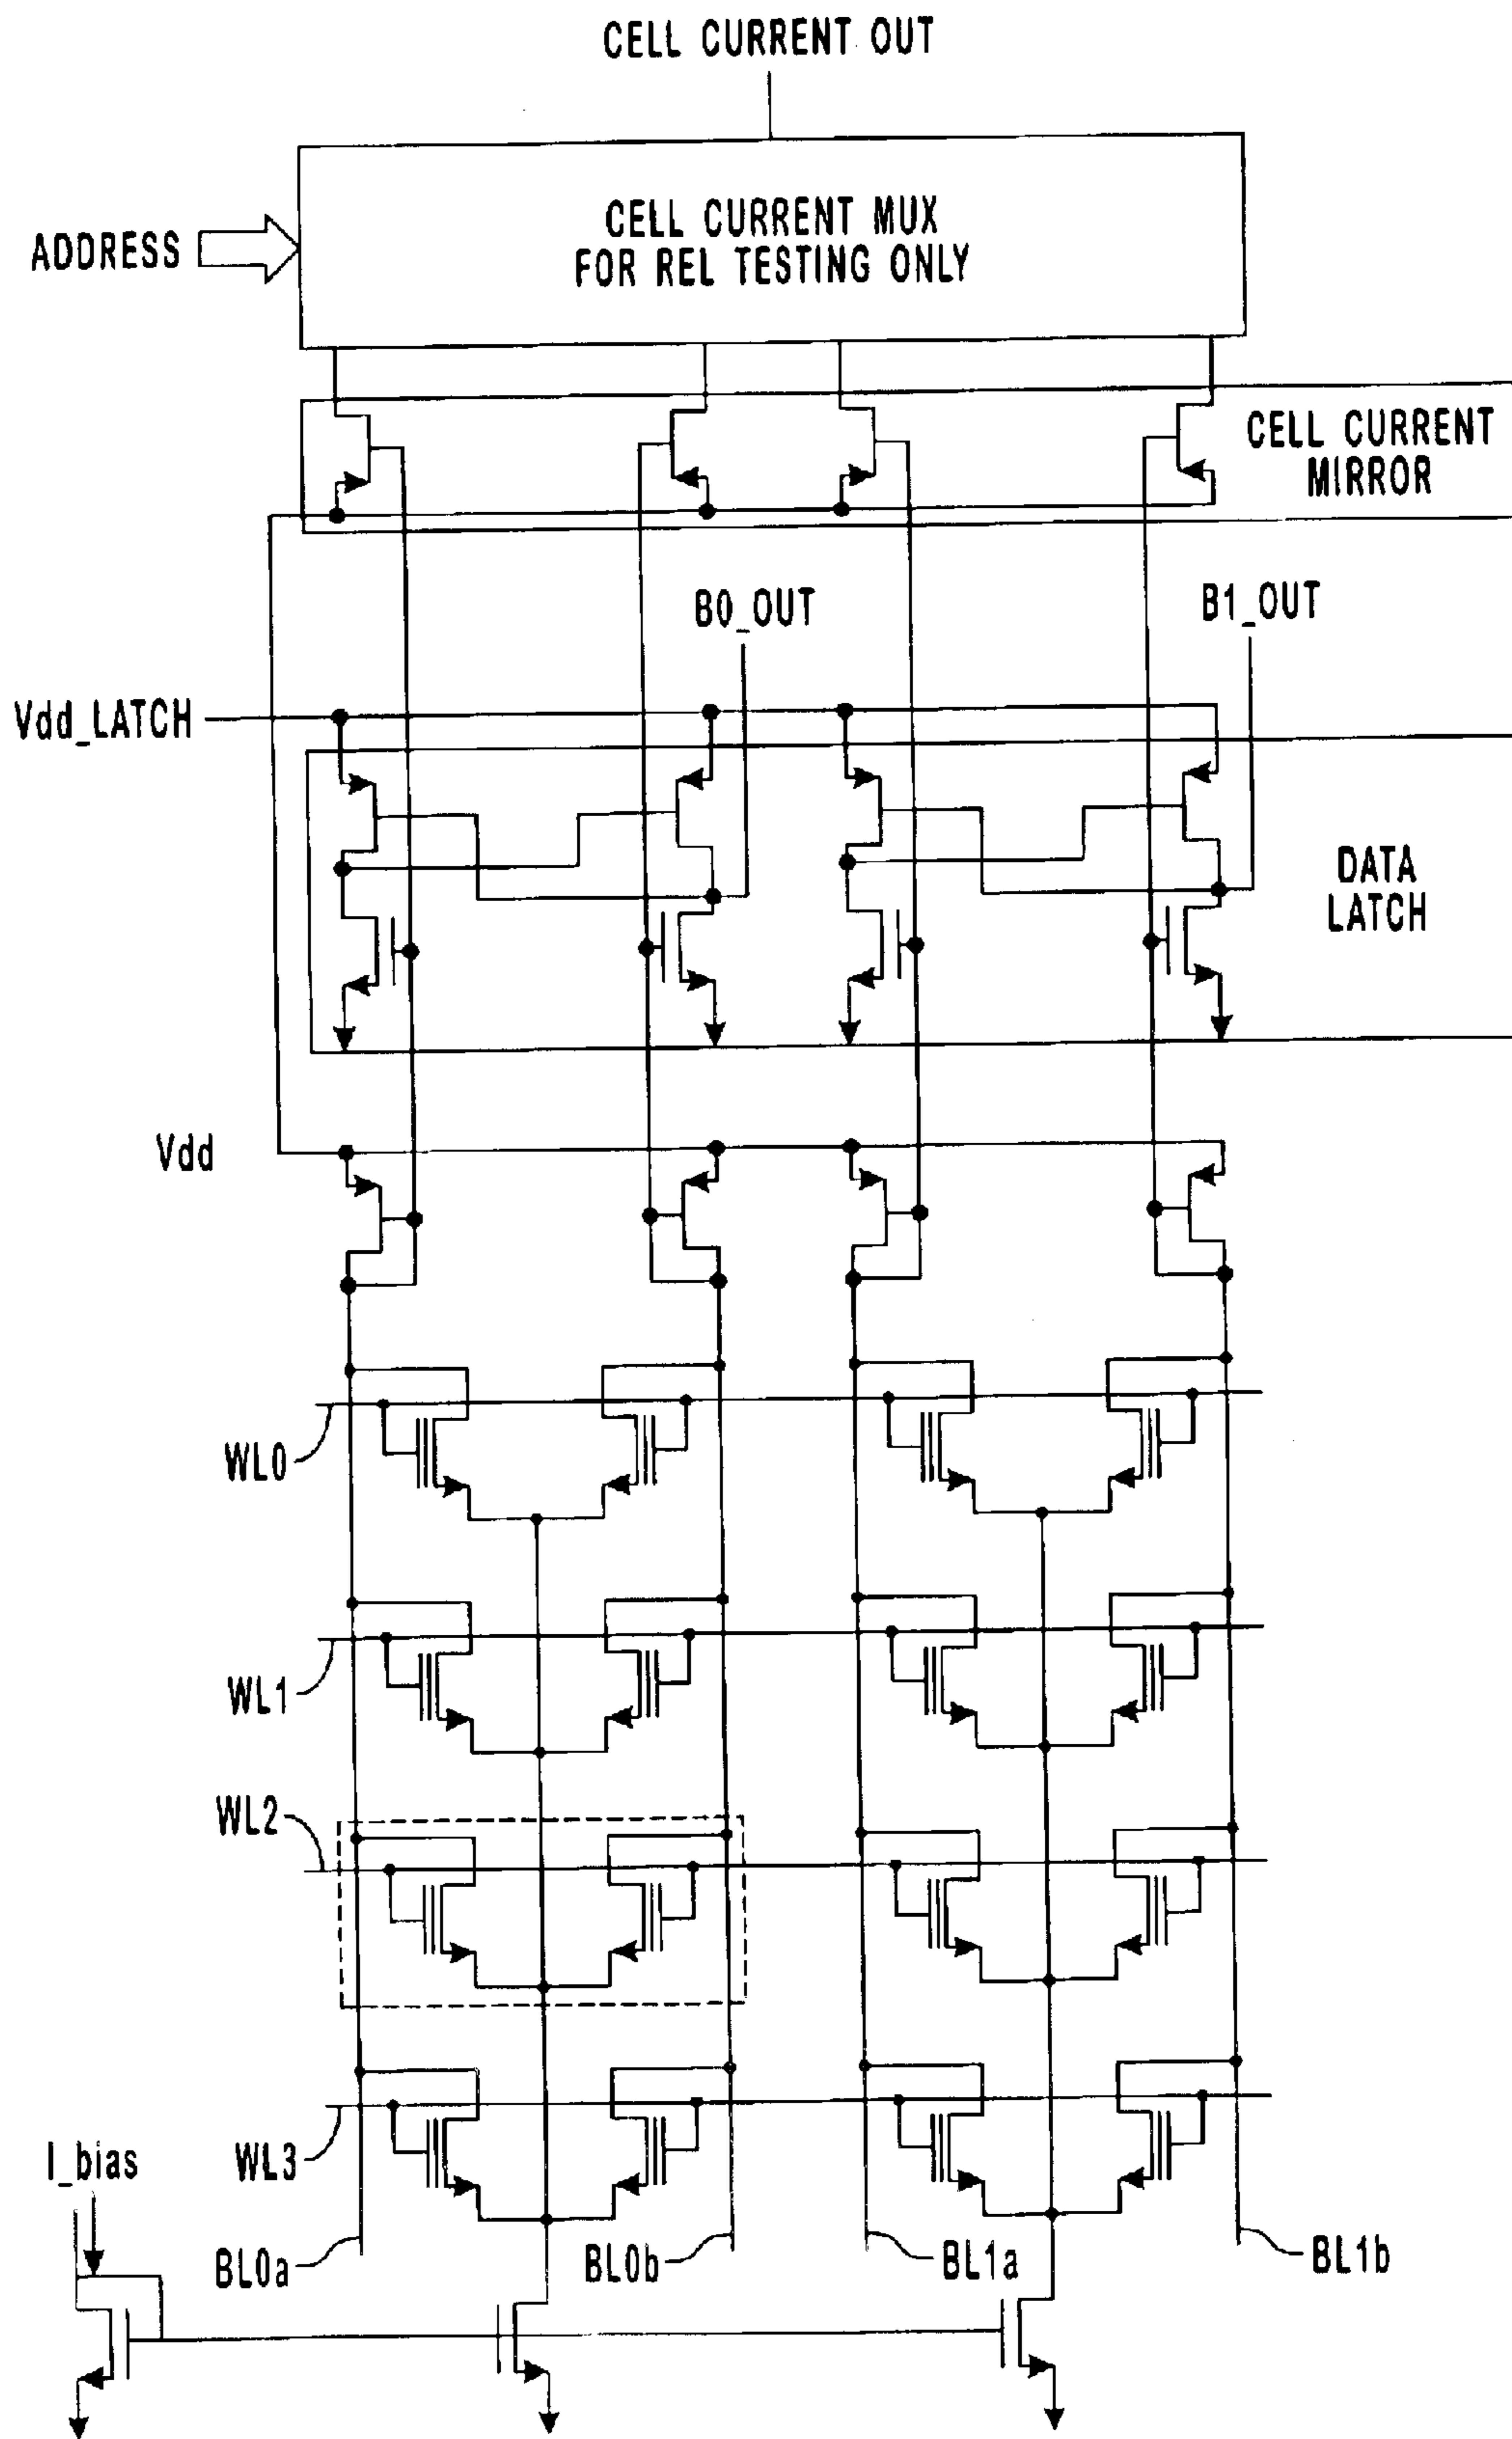 CELL CURRENT OUT
CELL CURRENT MUX
FOR REL TESTING ONLY
ADDRESS
CELL CURRENT
MIRROR
B0_OUT
B1_OUT
Vdd_LATCH
DATA
LATCH
Vdd
WL0
WL1
WL2
WL3
I_bias
BL0a
BL0b
BL1a
BL1b